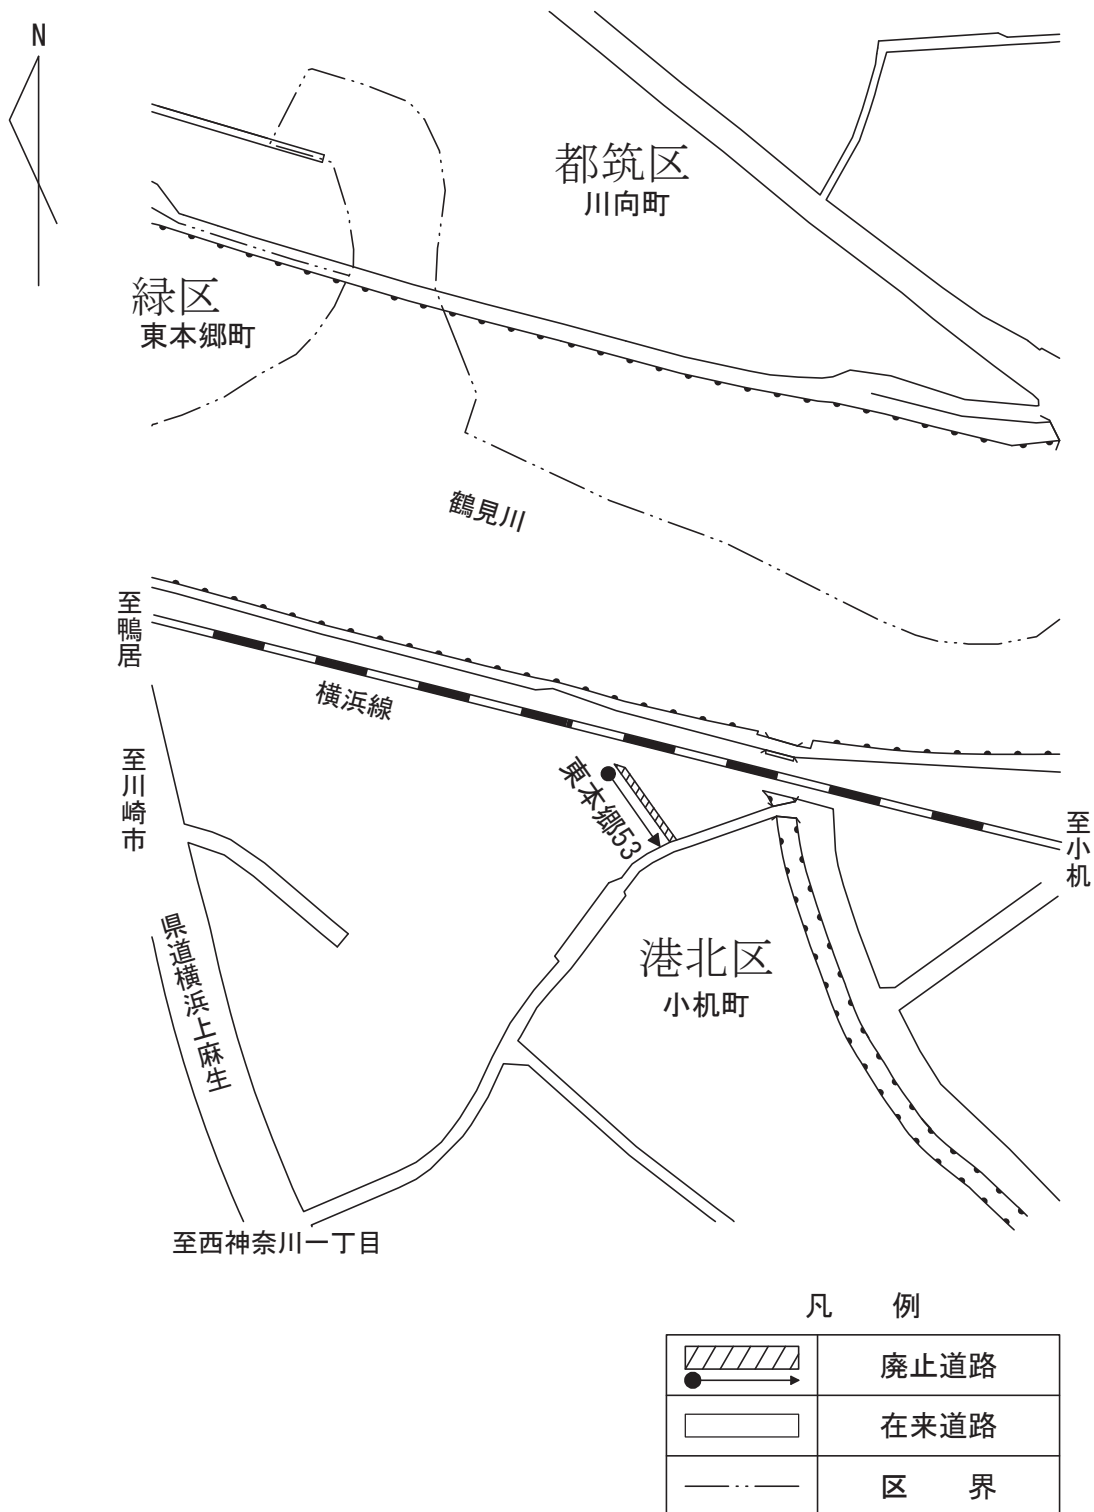 N
都筑区
川向町
緑区
東本郷町
鶴見川
至鴨居
横浜線
至川崎市
東本郷53
至小机
県道横浜上麻生
港北区
小机町
至西神奈川一丁目
凡 例
廃止道路
在来道路
区 界